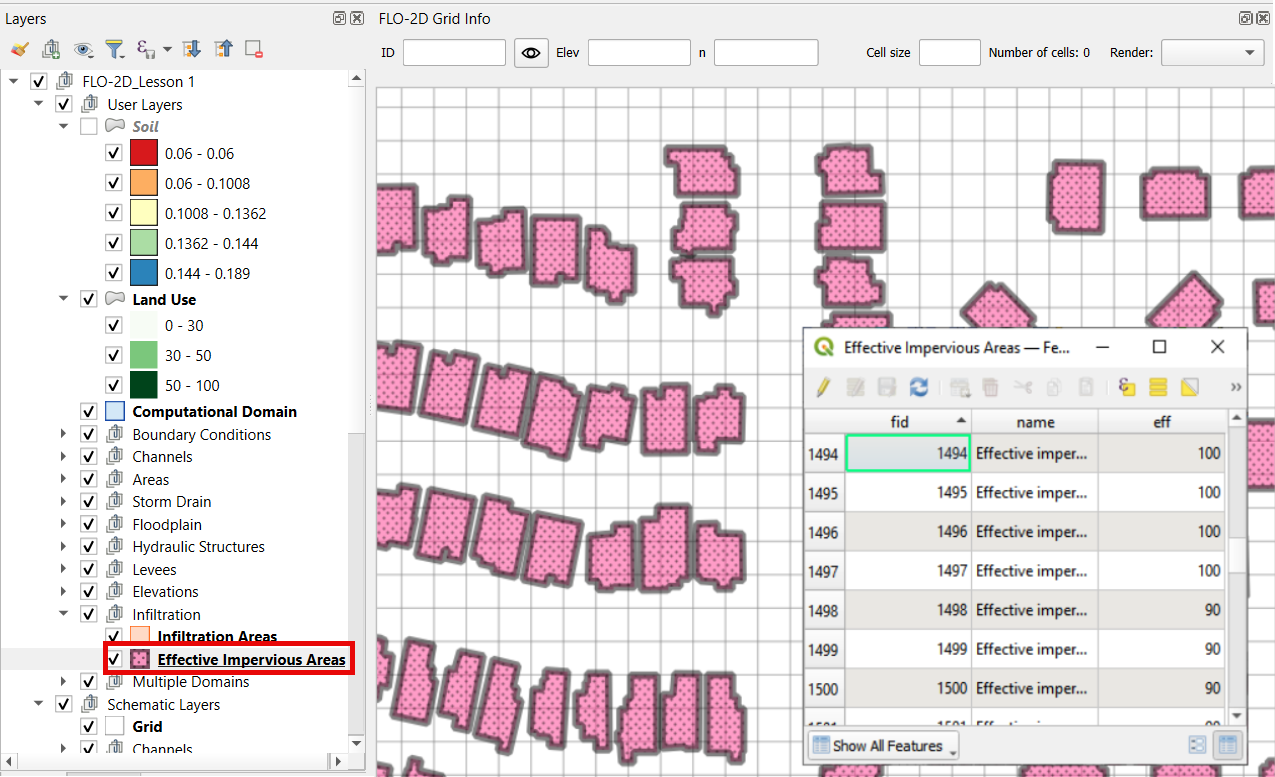 Layers
FLO-2D Grid Info
ID
Elev
n
Cell size
Number of cells: 0
Render:
FLO-2D_Lesson 1
User Layers
Soil
0.06 - 0.06
0.06 - 0.1008
0.1008 - 0.1362
0.1362 - 0.144
0.144 - 0.189
Land Use
0 - 30
30 - 50
50 - 100
Computational Domain
Boundary Conditions
Channels
Areas
Storm Drain
Floodplain
Hydraulic Structures
Levees
Elevations
Infiltration
Infiltration Areas
Effective Impervious Areas
Multiple Domains
Schematic Layers
Grid
Channels
Effective Impervious Areas — Fe...
fid name eff
1494 1494 Effective imper... 100
1495 1495 Effective imper... 100
1496 1496 Effective imper... 100
1497 1497 Effective imper... 100
1498 1498 Effective imper... 90
1499 1499 Effective imper... 90
1500 1500 Effective imper... 90
Show All Features